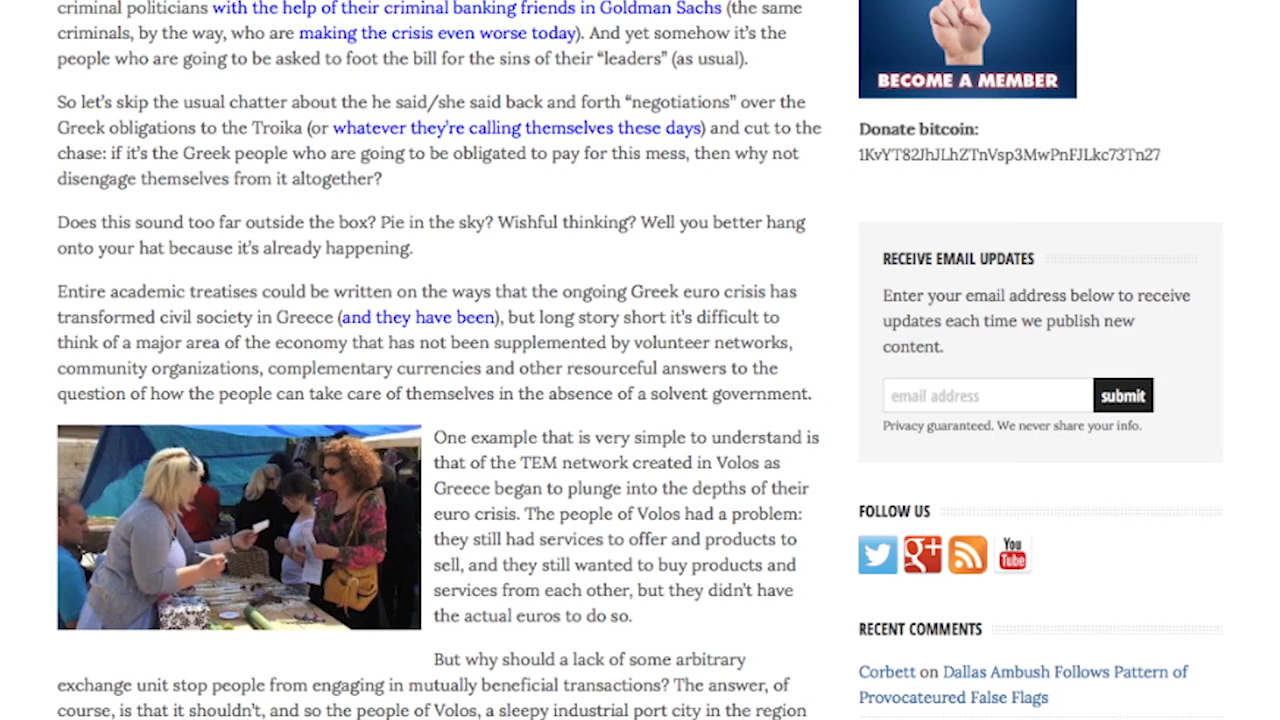 criminal politicians with the help of their criminal banking friends in Goldman Sachs (the same
criminals, by the way, who are making the crisis even worse today). And yet somehow it’s the
people who are going to be asked to foot the bill for the sins of their “leaders” (as usual).
So let’s skip the usual chatter about the he said/she said back and forth “negotiations” over the
Greek obligations to the Troika (or whatever they’re calling themselves these days) and cut to the
chase: if it’s the Greek people who are going to be obligated to pay for this mess, then why not
disengage themselves from it altogether?
Does this sound too far outside the box? Pie in the sky? Wishful thinking? Well you better hang
onto your hat because it’s already happening.
Entire academic treatises could be written on the ways that the ongoing Greek euro crisis has
transformed civil society in Greece (and they have been), but long story short it’s difficult to
think of a major area of the economy that has not been supplemented by volunteer networks,
community organizations, complementary currencies and other resourceful answers to the
question of how the people can take care of themselves in the absence of a solvent government.
One example that is very simple to understand is
that of the TEM network created in Volos as
Greece began to plunge into the depths of their
euro crisis. The people of Volos had a problem:
they still had services to offer and products to
sell, and they still wanted to buy products and
services from each other, but they didn’t have
the actual euros to do so.
But why should a lack of some arbitrary
exchange unit stop people from engaging in mutually beneficial transactions? The answer, of
course, is that it shouldn’t, and so the people of Volos, a sleepy industrial port city in the region
BECOME A MEMBER
Donate bitcoin:
1KvYT82JhJLhZTnVsp3MwPnFJLkc73Tn27
RECEIVE EMAIL UPDATES
Enter your email address below to receive
updates each time we publish new
content.
email address
submit
Privacy guaranteed. We never share your info.
FOLLOW US
g+
You
Tube
RECENT COMMENTS
Corbett on Dallas Ambush Follows Pattern of
Provocateured False Flags